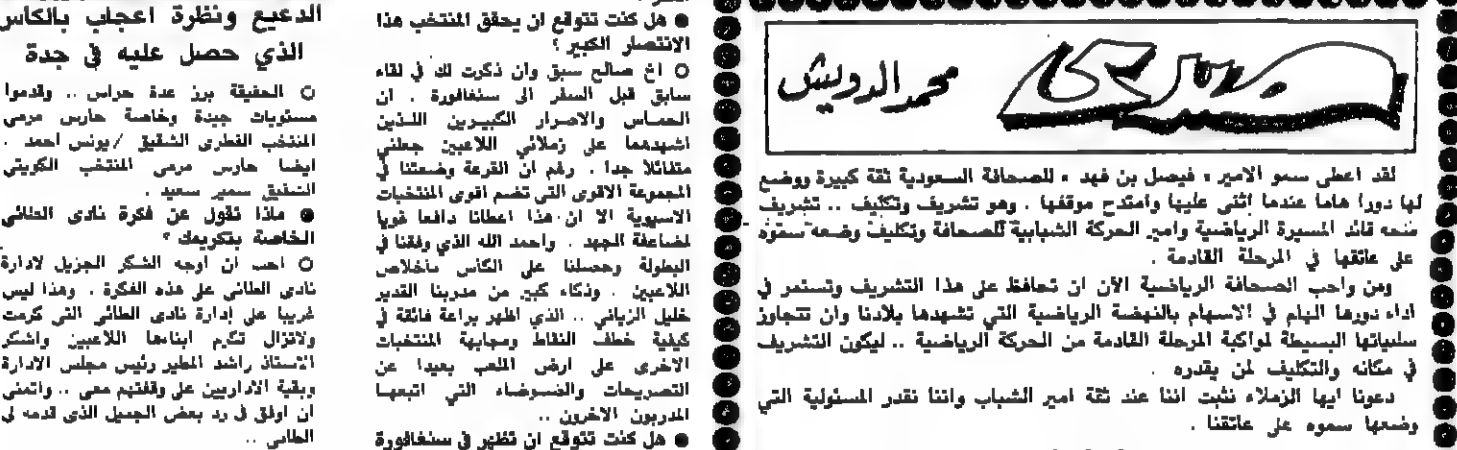 محمد الدويش
لقد اعطى سمو الامير « فيصل بن فهد » للصحافة السعودية ثقة كبيرة ووضع
لها دورا هاما عندما اثنى عليها وامتدح موقفها . وهو تشريف وتكليف .. تشريف
منحه قائد المسيرة الرياضية وامير الحركة الشبابية للصحافة وتكليف وضعه سموه
على عاتقها في المرحلة القادمة .
ومن واجب الصحافة الرياضية الآن ان تحافظ على هذا التشريف وتستمر في
اداء دورها الهام في الاسهام بالنهضة الرياضية التي تشهدها بلادنا وان تتجاوز
سلبياتها البسيطة لمواكبة المرحلة القادمة من الحركة الرياضية .. ليكون التشريف
في مكانه والتكليف لمن يقدره .
دعونا ايها الزملاء نثبت اننا عند ثقة امير الشباب واننا نقدر المسئولية التي
وضعها سموه على عاتقنا .
● هل كنت تتوقع ان يحقق المنتخب هذا
الانتصار الكبير ؟
○ اخ صالح سبق وان ذكرت لك في لقاء
سابق قبل السفر الى سنغافورة . ان
الحماس والاصرار الكبيرين اللذين
اشهدهما على زملائي اللاعبين جعلني
متفائلا جدا . رغم ان القرعة وضعتنا في
المجموعة الاقوى التي تضم اقوى المنتخبات
الاسيوية الا ان هذا اعطانا دافعا قويا
لمضاعفة الجهد . واحمد الله الذي وفقنا في
البطولة وحصلنا على الكأس باخلاص
اللاعبين . وذكاء كبير من مدربنا القدير
خليل الزياني .. الذي اظهر براعة فائقة في
كيفية خطف النقاط ومجابهة المنتخبات
الاخرى على ارض الملعب بعيدا عن
التصريحات والضوضاء التي اتبعها
المدربون الاخرون ..
● هل كنت تتوقع ان تظهر في سنغافورة
الدعيع ونظرة اعجاب بالكأس
الذي حصل عليه في جدة
○ الحقيقة برز عدة حراس .. وقدموا
مستويات جيدة وخاصة حارس مرمى
المنتخب القطري الشقيق / يونس احمد .
ايضا حارس مرمى المنتخب الكويتي
الشقيق سمير سعيد .
● ماذا تقول عن فكرة نادي الطائي
الخاصة بتكريمك ؟
○ احب ان اوجه الشكر الجزيل لادارة
نادي الطائي على هذه الفكرة . وهذا ليس
غريبا على إدارة نادي الطائي التي كرمت
ولاتزال تكرم ابناءها اللاعبين واشكر
الاستاذ راشد المطير رئيس مجلس الادارة
وبقية الاداريين على وقفتهم معي .. واتمنى
ان اوفق في رد بعض الجميل الذي قدمه لي
الطائي ..